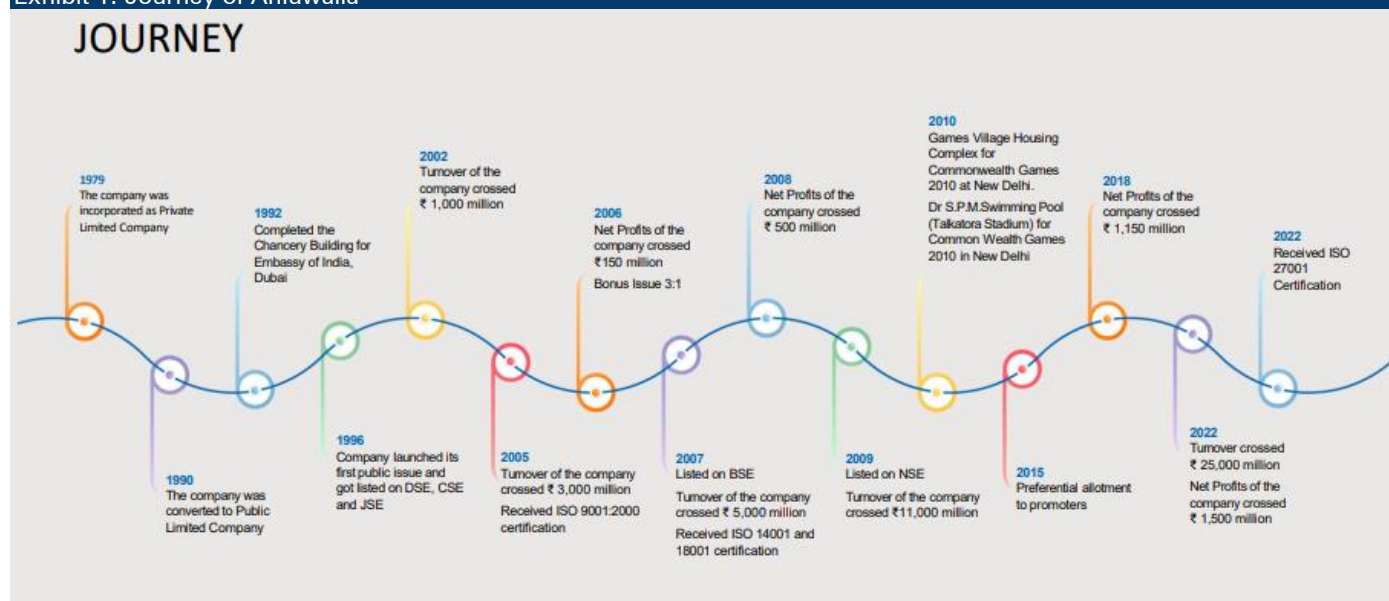 Exhibit 1: Journey of Ahluwalia
JOURNEY
1979
The company was
incorporated as Private
Limited Company
1990
The company was
converted to Public
Limited Company
1992
Completed the
Chancery Building for
Embassy of India,
Dubai
1996
Company launched its
first public issue and
got listed on DSE, CSE
and JSE
2002
Turnover of the
company crossed
₹ 1,000 million
2005
Turnover of the company
crossed ₹ 3,000 million
Received ISO 9001:2000
certification
2006
Net Profits of the
company crossed
₹150 million
Bonus Issue 3:1
2007
Listed on BSE
Turnover of the company
crossed ₹ 5,000 million
Received ISO 14001 and
18001 certification
2008
Net Profits of the
company crossed
₹ 500 million
2009
Listed on NSE
Turnover of the company
crossed ₹11,000 million
2010
Games Village Housing
Complex for
Commonwealth Games
2010 at New Delhi.
Dr S.P.M.Swimming Pool
(Talkatora Stadium) for
Common Wealth Games
2010 in New Delhi
2015
Preferential allotment
to promoters
2018
Net Profits of the
company crossed
₹ 1,150 million
2022
Turnover crossed
₹ 25,000 million
Net Profits of the
company crossed
₹ 1,500 million
2022
Received ISO
27001
Certification